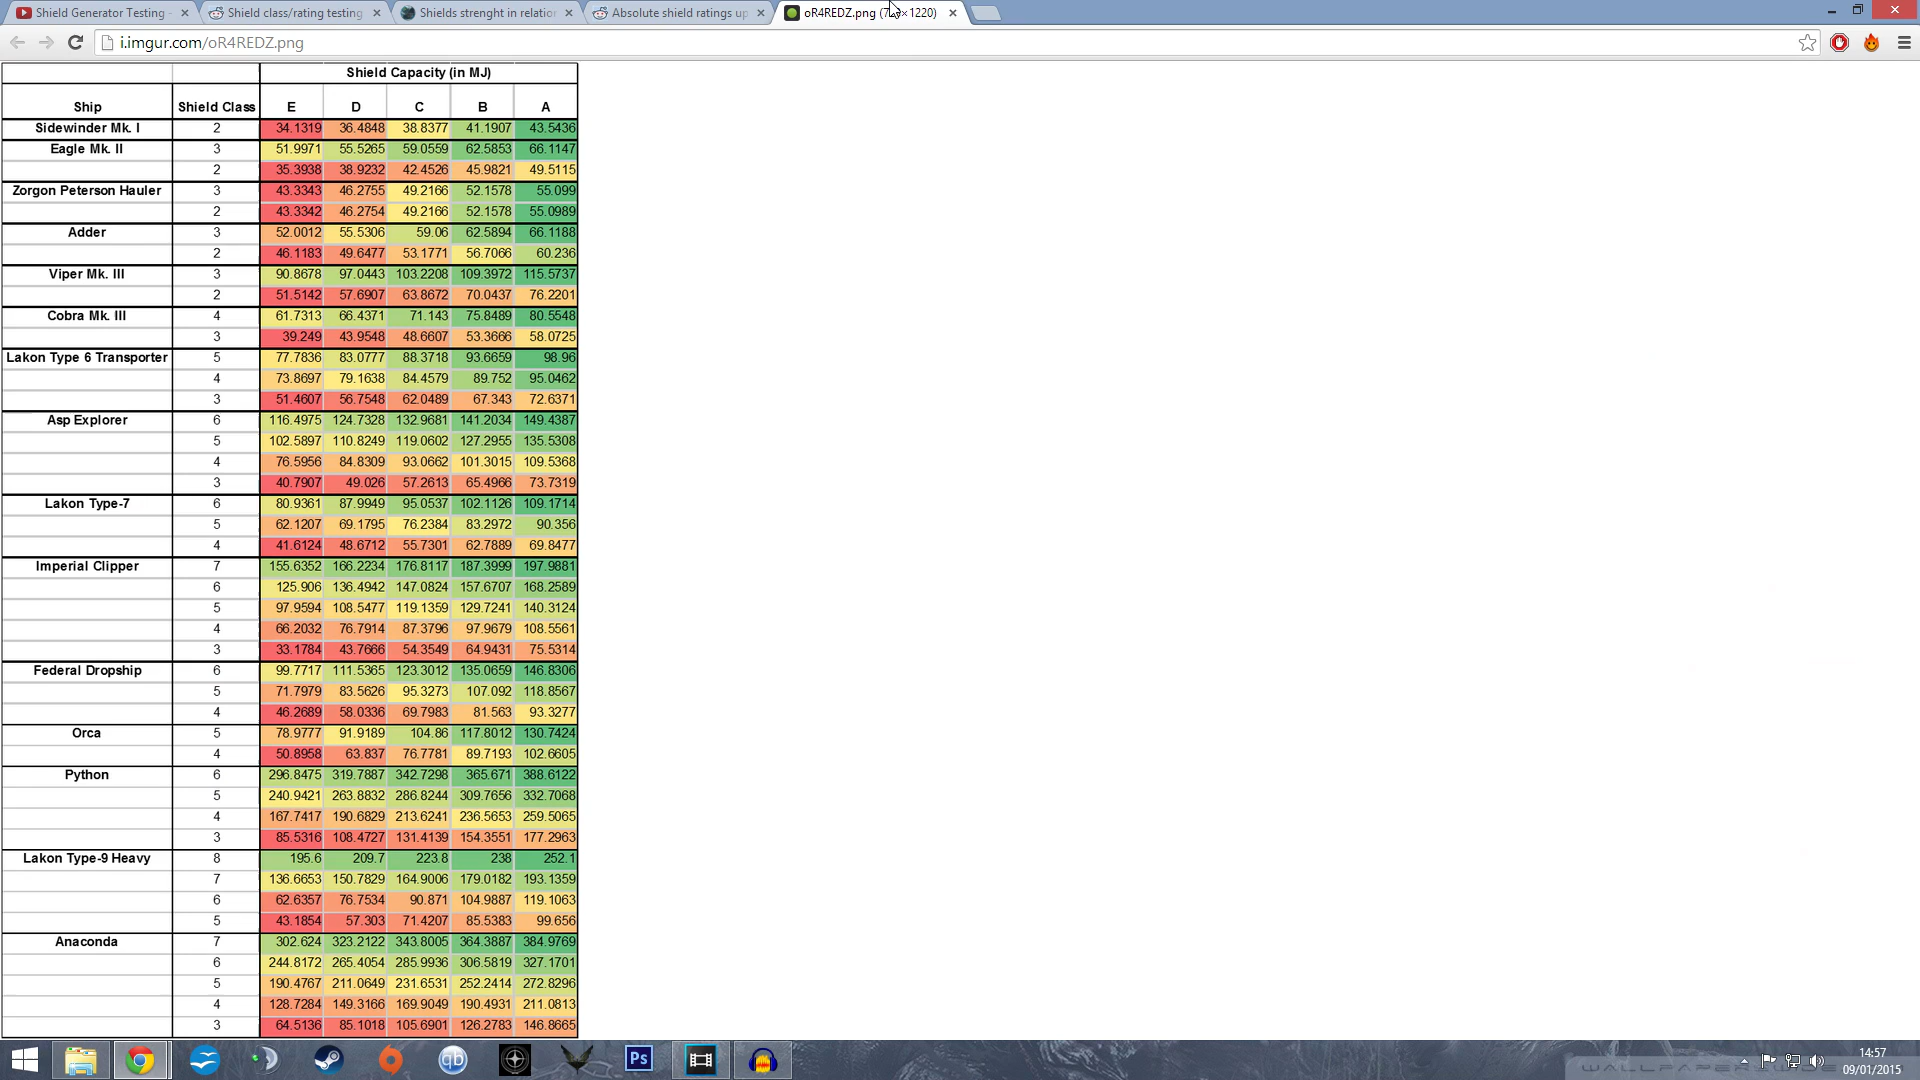 Shield Generator Testing -
Shield class/rating testing
Shields strenght in relation
Absolute shield ratings up
oR4REDZ.png
×1220)
i.imgur.com/oR4REDZ.png
Shield Capacity (in MJ)
Ship Shield Class E D C B A
Sidewinder Mk. I 2 34.1319 36.4848 38.8377 41.1907 43.5436
Eagle Mk. II 3 51.9971 55.5265 59.0559 62.5853 66.1147
2 35.3938 38.9232 42.4526 45.9821 49.5115
Zorgon Peterson Hauler 3 43.3343 46.2755 49.2166 52.1578 55.099
2 43.3342 46.2754 49.2166 52.1578 55.0989
Adder 3 52.0012 55.5306 59.06 62.5894 66.1188
2 46.1183 49.6477 53.1771 56.7066 60.236
Viper Mk. III 3 90.8678 97.0443 103.2208 109.3972 115.5737
2 51.5142 57.6907 63.8672 70.0437 76.2201
Cobra Mk. III 4 61.7313 66.4371 71.143 75.8489 80.5548
3 39.249 43.9548 48.6607 53.3666 58.0725
Lakon Type 6 Transporter 5 77.7836 83.0777 88.3718 93.6659 98.96
4 73.8697 79.1638 84.4579 89.752 95.0462
3 51.4607 56.7548 62.0489 67.343 72.6371
Asp Explorer 6 116.4975 124.7328 132.9681 141.2034 149.4387
5 102.5897 110.8249 119.0602 127.2955 135.5308
4 76.5956 84.8309 93.0662 101.3015 109.5368
3 40.7907 49.026 57.2613 65.4966 73.7319
Lakon Type-7 6 80.9361 87.9949 95.0537 102.1126 109.1714
5 62.1207 69.1795 76.2384 83.2972 90.356
4 41.6124 48.6712 55.7301 62.7889 69.8477
Imperial Clipper 7 155.6352 166.2234 176.8117 187.3999 197.9881
6 125.906 136.4942 147.0824 157.6707 168.2589
5 97.9594 108.5477 119.1359 129.7241 140.3124
4 66.2032 76.7914 87.3796 97.9679 108.5561
3 33.1784 43.7666 54.3549 64.9431 75.5314
Federal Dropship 6 99.7717 111.5365 123.3012 135.0659 146.8306
5 71.7979 83.5626 95.3273 107.092 118.8567
4 46.2689 58.0336 69.7983 81.563 93.3277
Orca 5 78.9777 91.9189 104.86 117.8012 130.7424
4 50.8958 63.837 76.7781 89.7193 102.6605
Python 6 296.8475 319.7887 342.7298 365.671 388.6122
5 240.9421 263.8832 286.8244 309.7656 332.7068
4 167.7417 190.6829 213.6241 236.5653 259.5065
3 85.5316 108.4727 131.4139 154.3551 177.2963
Lakon Type-9 Heavy 8 195.6 209.7 223.8 238 252.1
7 136.6653 150.7829 164.9006 179.0182 193.1359
6 62.6357 76.7534 90.871 104.9887 119.1063
5 43.1854 57.303 71.4207 85.5383 99.656
Anaconda 7 302.624 323.2122 343.8005 364.3887 384.9769
6 244.8172 265.4054 285.9936 306.5819 327.1701
5 190.4767 211.0649 231.6531 252.2414 272.8296
4 128.7284 149.3166 169.9049 190.4931 211.0813
3 64.5136 85.1018 105.6901 126.2783 146.8665
qb
Ps
14:57
09/01/2015